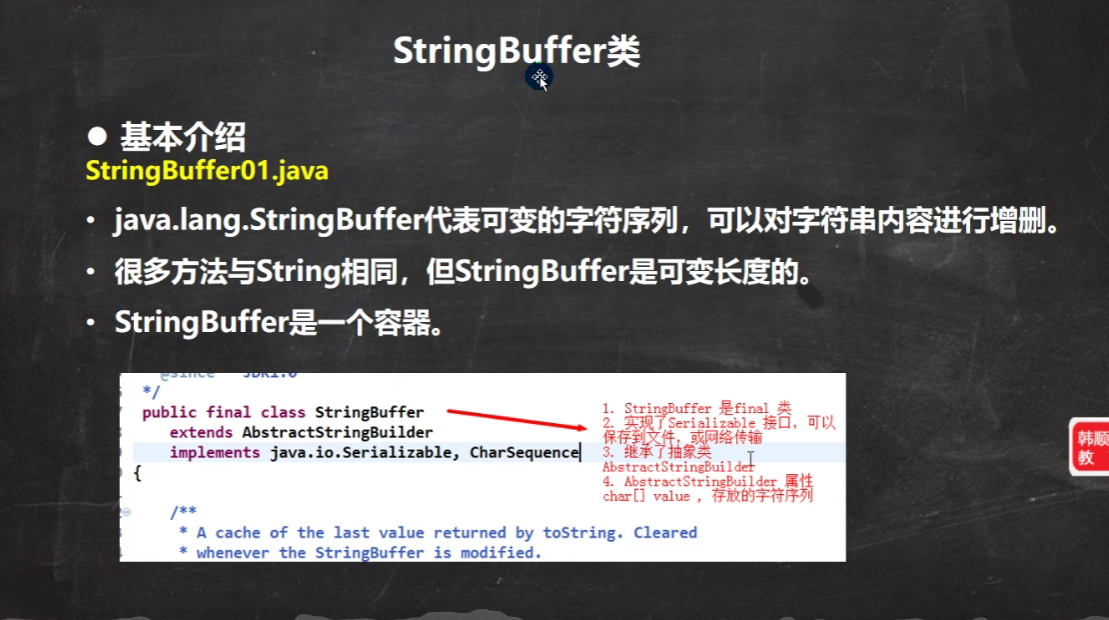 StringBuffer类
● 基本介绍
StringBuffer01.java
• java.lang.StringBuffer代表可变的字符序列，可以对字符串内容进行增删。
• 很多方法与String相同，但StringBuffer是可变长度的。
• StringBuffer是一个容器。
@since JDK1.0
*/
public final class StringBuffer
extends AbstractStringBuilder
implements java.io.Serializable, CharSequence
{
/**
* A cache of the last value returned by toString. Cleared
* whenever the StringBuffer is modified.
1. StringBuffer 是final 类
2. 实现了Serializable 接口，可以
保存到文件，或网络传输
3. 继承了抽象类
AbstractStringBuilder
4. AbstractStringBuilder 属性
char[] value ，存放的字符序列
韩顺
教